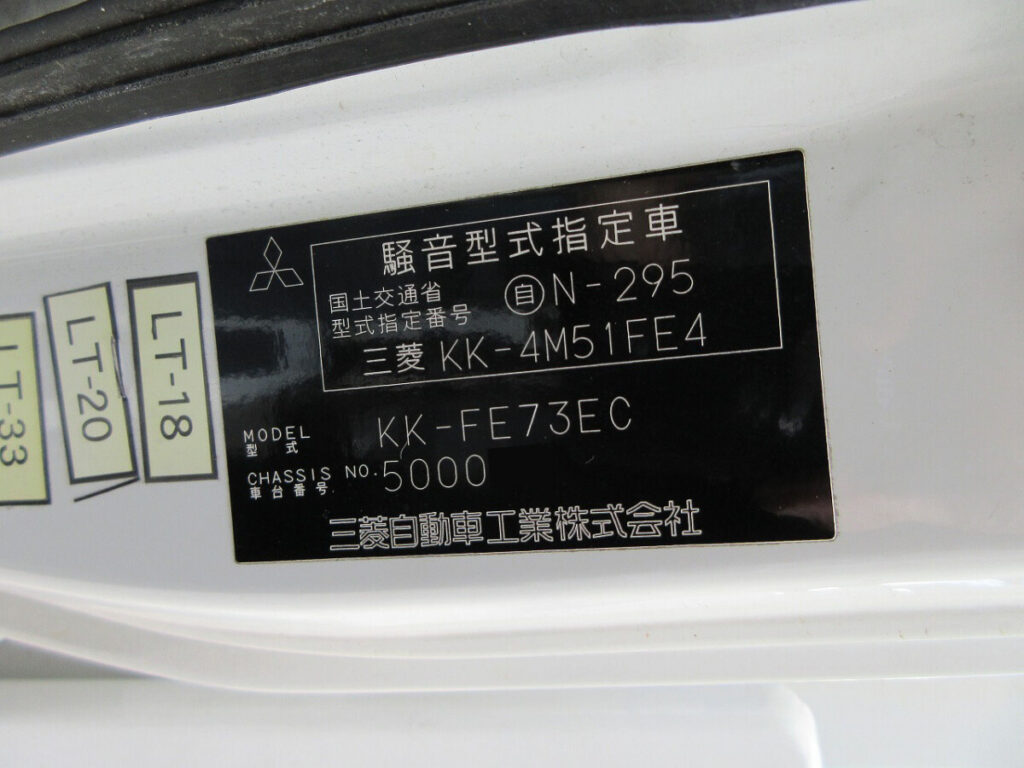 騒音型式指定車
国土交通省
型式指定番号
自 N-295
三菱 KK-4M51FE4
MODEL
型式
KK-FE73EC
CHASSIS NO.
車台番号
5000
三菱自動車工業株式会社
LT-33
LT-20
LT-18